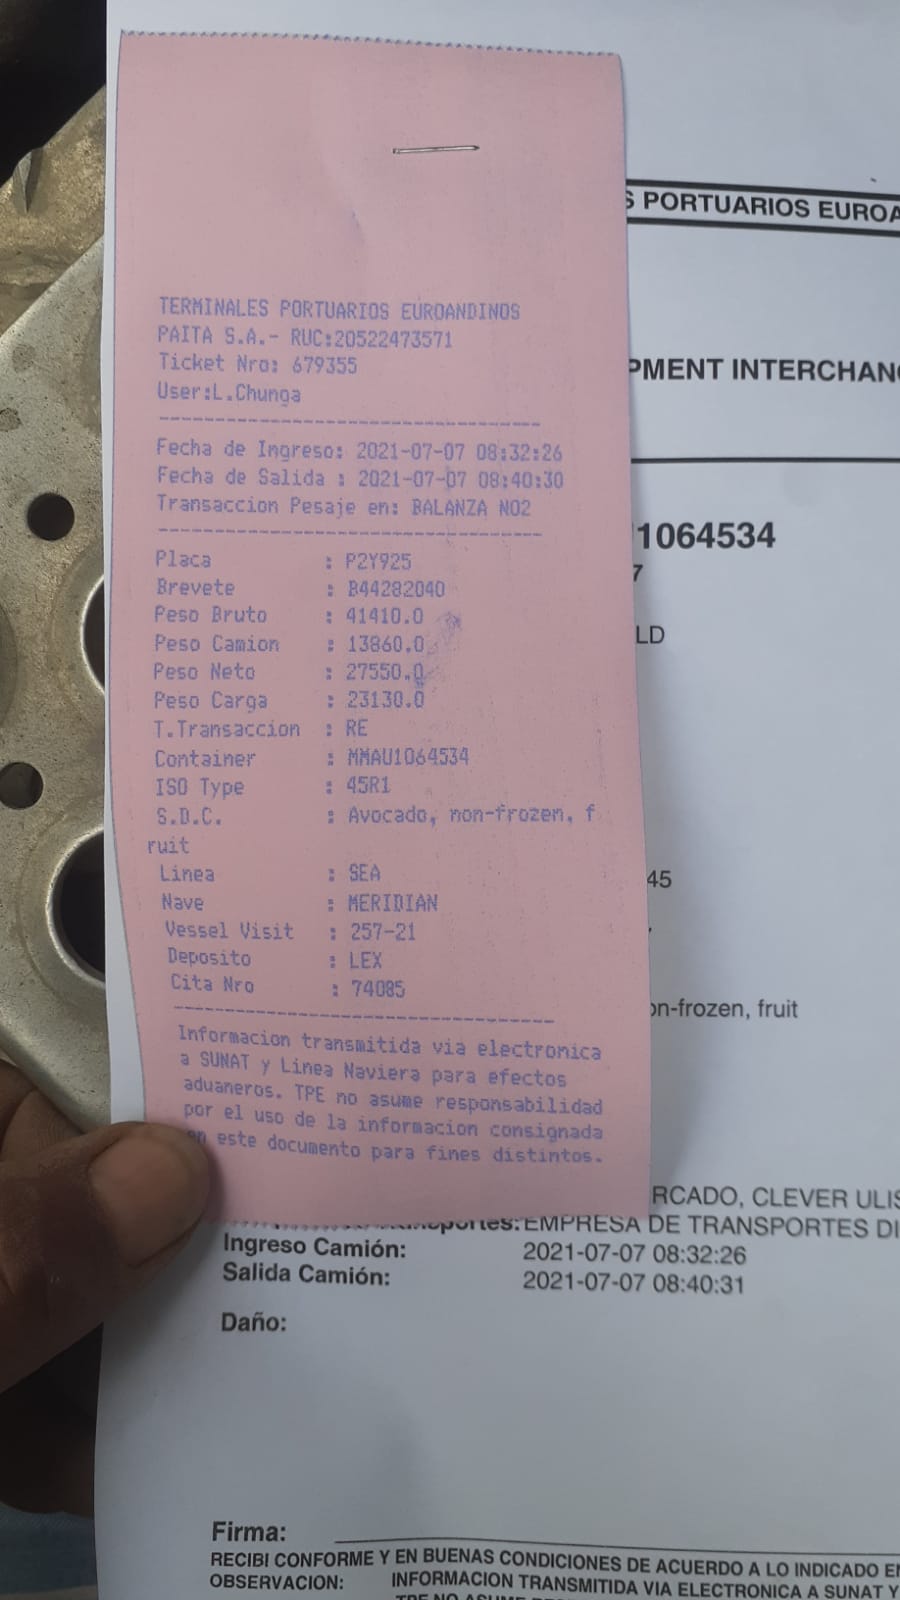 TERMINALES PORTUARIOS EUROANDINOS
PAITA S.A.- RUC:20522473571
Ticket Nro: 679355
User:L.Chunga
Fecha de Ingreso: 2021-07-07 08:32:26
Fecha de Salida : 2021-07-07 08:40:30
Transaccion Pesaje en: BALANZA NO2
Placa : P2Y925
Brevete : B44282040
Peso Bruto : 41410.0
Peso Camion : 13860.0
Peso Neto : 27550.0
Peso Carga : 23130.0
T.Transaccion : RE
Container : MMAU1064534
ISO Type : 45R1
S.D.C. : Avocado, non-frozen, f
ruit
Linea : SEA
Nave : MERIDIAN
Vessel Visit : 257-21
Deposito : LEX
Cita Nro : 74085
Informacion transmitida via electronica
a SUNAT y Linea Naviera para efectos
aduaneros. TPE no asume responsabilidad
por el uso de la informacion consignada
en este documento para fines distintos.
S PORTUARIOS EUROA
PMENT INTERCHAN
1064534
7
LD
45
on-frozen, fruit
RCADO, CLEVER ULIS
EMPRESA DE TRANSPORTES DI
Ingreso Camión: 2021-07-07 08:32:26
Salida Camión: 2021-07-07 08:40:31
Daño:
Firma:
RECIBI CONFORME Y EN BUENAS CONDICIONES DE ACUERDO A LO INDICADO EN
OBSERVACION: INFORMACION TRANSMITIDA VIA ELECTRONICA A SUNAT Y